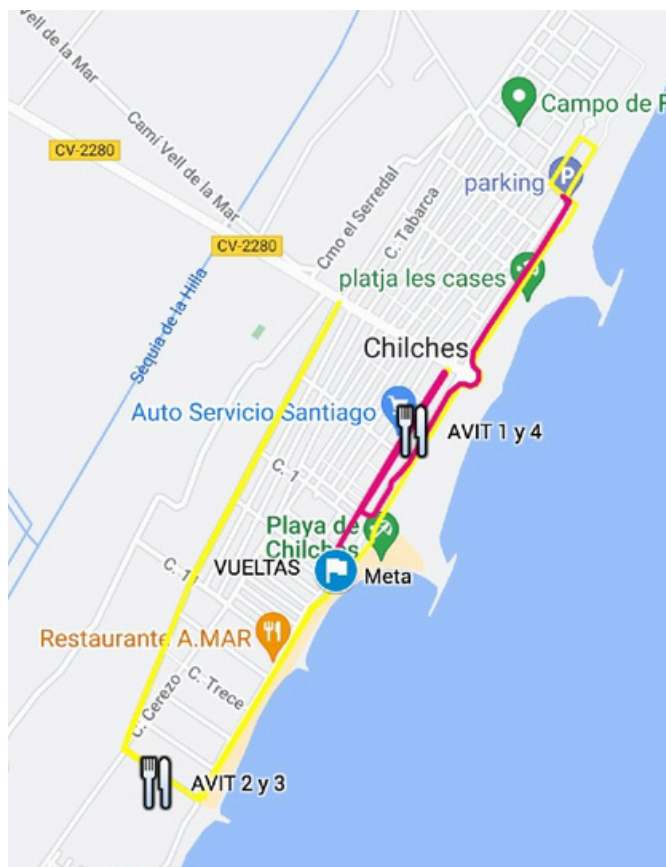 Vell de la Mar
Camí Vell de la Mar
CV-2280
CV-2280
Cmo el Serredal
C. Tabarca
Campo de
parking
P
platja les cases
Séquia de la Hilla
Chilches
Auto Servicio Santiago
AVIT 1 y 4
C. 1
Playa de
Chilches
C. 11
VUELTAS
Meta
Restaurante A.MAR
C. Trece
C. Cerezo
AVIT 2 y 3